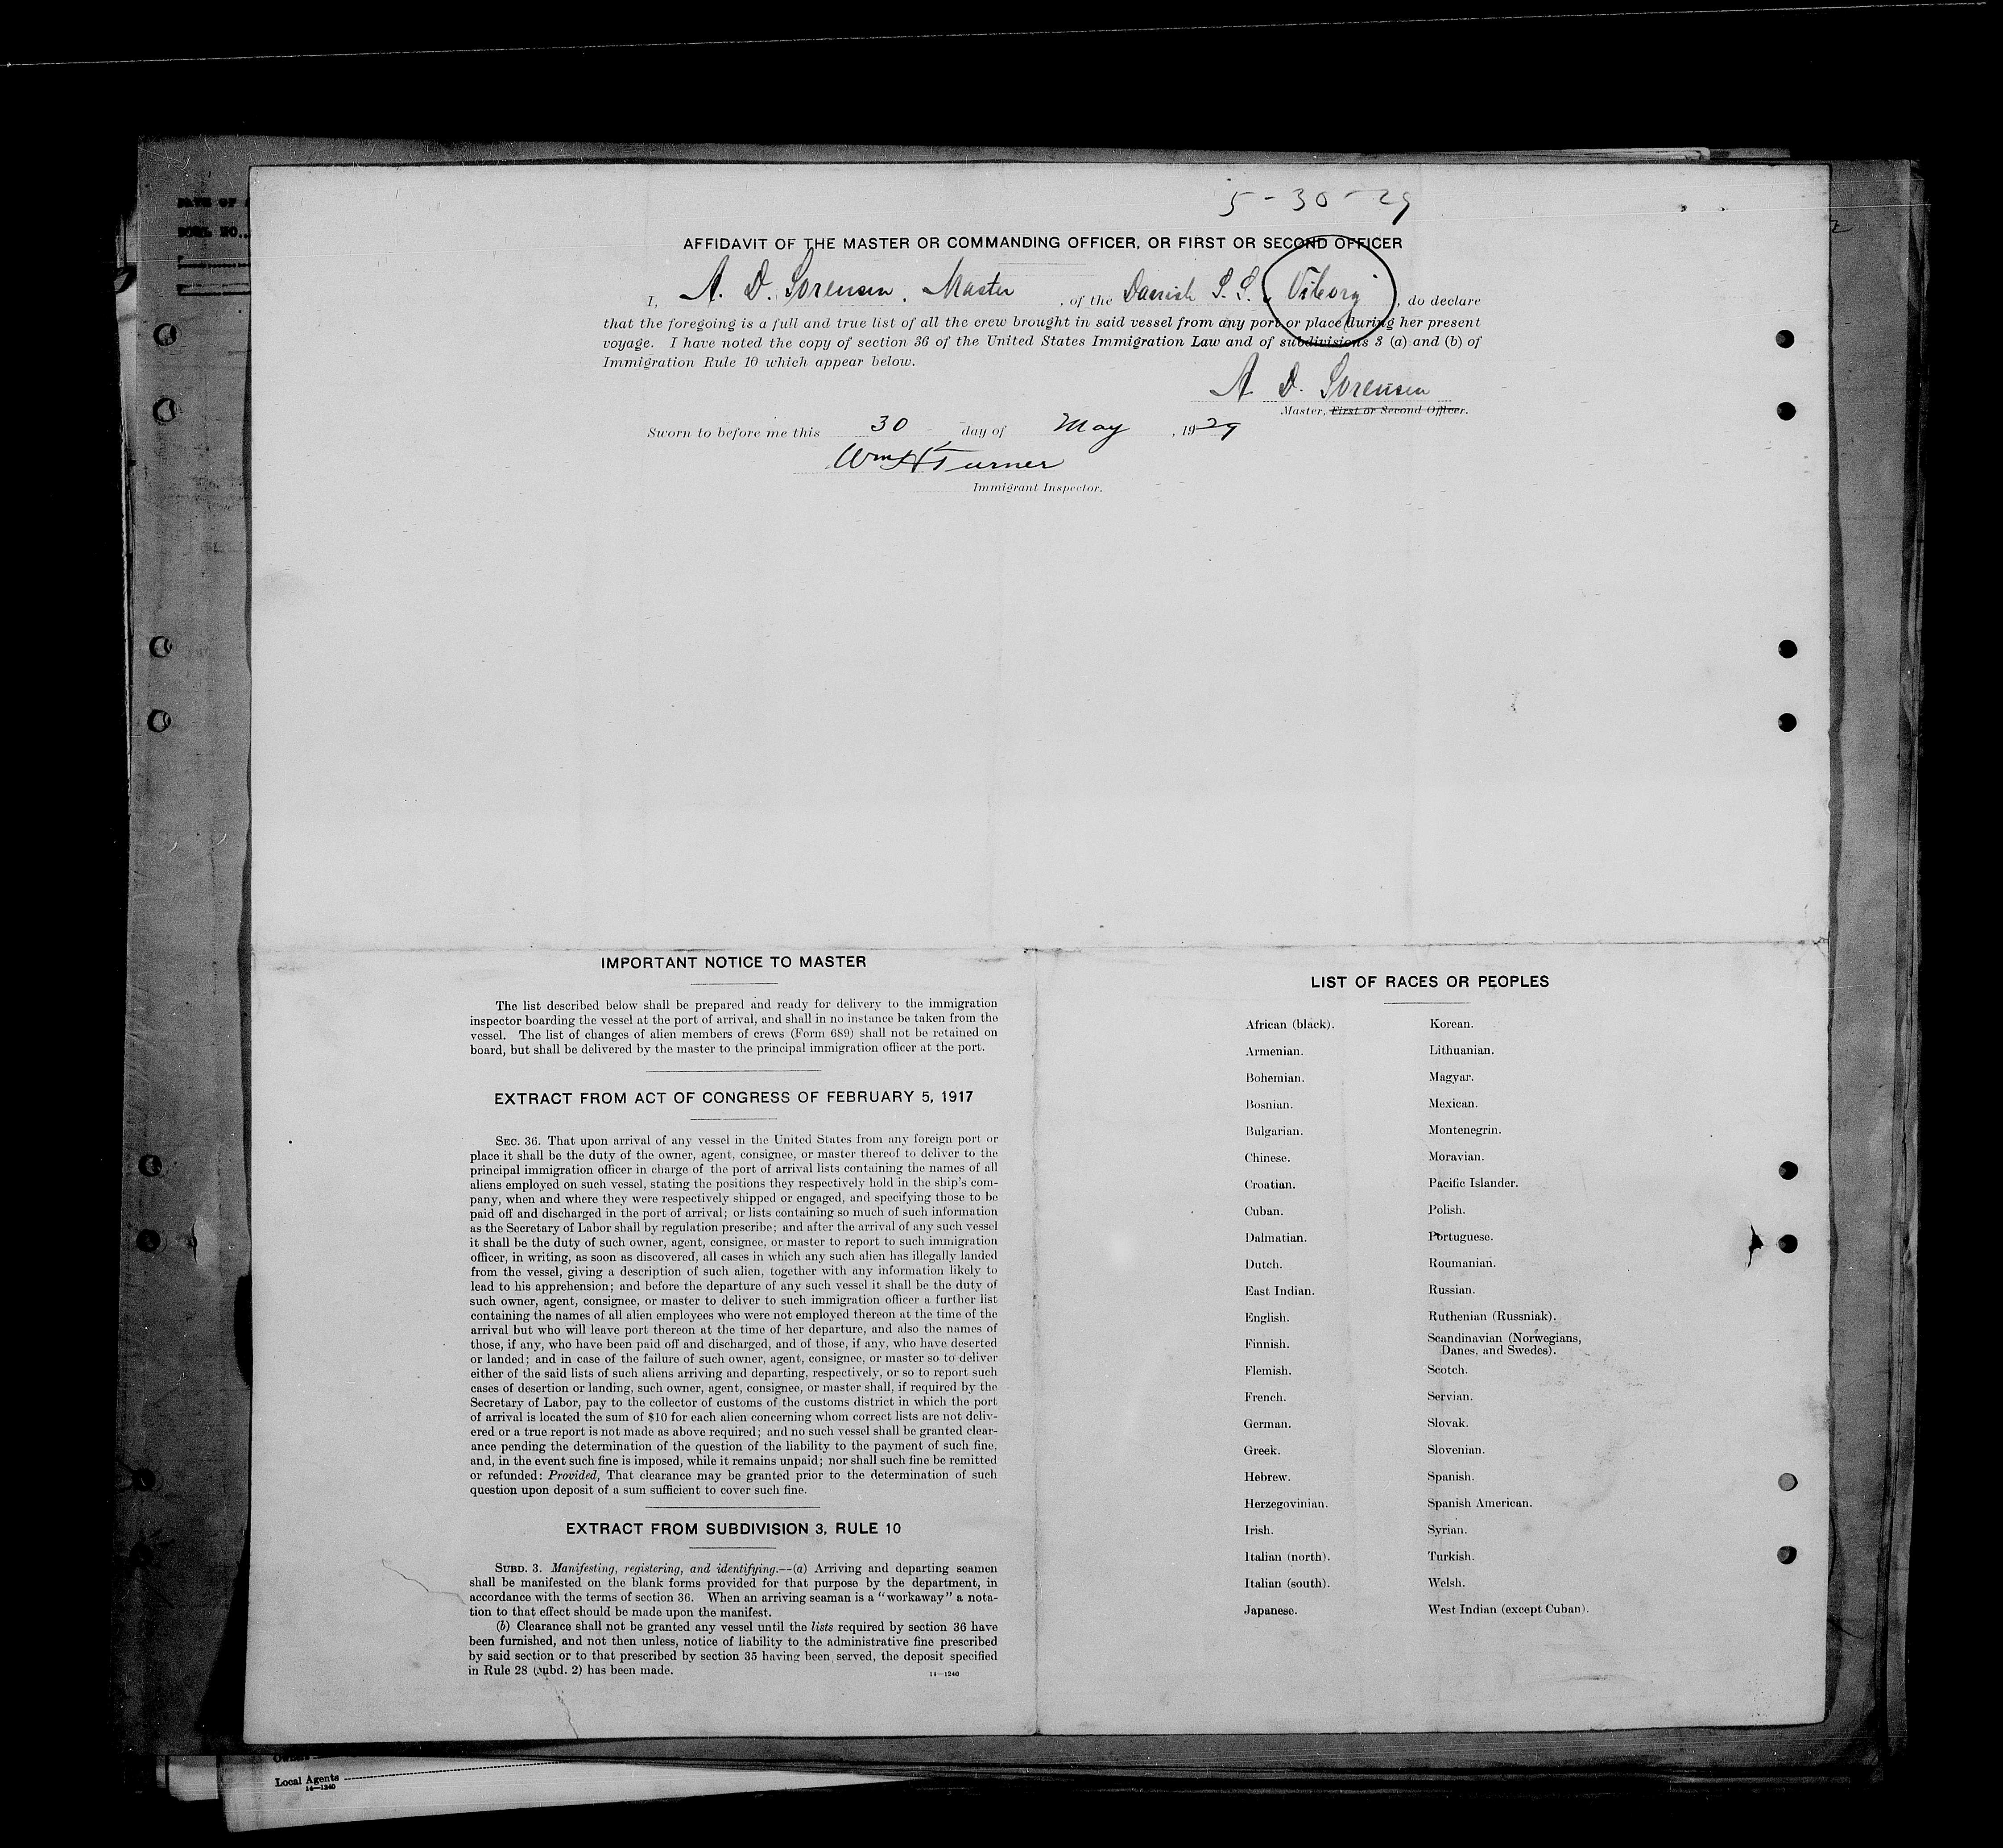 5-30-29
AFFIDAVIT OF THE MASTER OR COMMANDING OFFICER, OR FIRST OR SECOND OFFICER
I, A. D. Sorensen, Master, of the Danish S.S. Viborg, do declare
that the foregoing is a full and true list of all the crew brought in said vessel from any port or place during her present
voyage. I have noted the copy of section 36 of the United States Immigration Law and of subdivisions 3 (a) and (b) of
Immigration Rule 10 which appear below.
A D. Sorensen
Master, First or Second Officer.
Sworn to before me this 30 day of May, 1929
Wm H Turner
Immigrant Inspector.
IMPORTANT NOTICE TO MASTER
The list described below shall be prepared and ready for delivery to the immigration
inspector boarding the vessel at the port of arrival, and shall in no instance be taken from the
vessel. The list of changes of alien members of crews (Form 689) shall not be retained on
board, but shall be delivered by the master to the principal immigration officer at the port.
EXTRACT FROM ACT OF CONGRESS OF FEBRUARY 5, 1917
SEC. 36. That upon arrival of any vessel in the United States from any foreign port or
place it shall be the duty of the owner, agent, consignee, or master thereof to deliver to the
principal immigration officer in charge of the port of arrival lists containing the names of all
aliens employed on such vessel, stating the positions they respectively hold in the ship's com-
pany, when and where they were respectively shipped or engaged, and specifying those to be
paid off and discharged in the port of arrival; or lists containing so much of such information
as the Secretary of Labor shall by regulation prescribe; and after the arrival of any such vessel
it shall be the duty of such owner, agent, consignee, or master to report to such immigration
officer, in writing, as soon as discovered, all cases in which any such alien has illegally landed
from the vessel, giving a description of such alien, together with any information likely to
lead to his apprehension; and before the departure of any such vessel it shall be the duty of
such owner, agent, consignee, or master to deliver to such immigration officer a further list
containing the names of all alien employees who were not employed thereon at the time of the
arrival but who will leave port thereon at the time of her departure, and also the names of
those, if any, who have been paid off and discharged, and of those, if any, who have deserted
or landed; and in case of the failure of such owner, agent, consignee, or master so to deliver
either of the said lists of such aliens arriving and departing, respectively, or so to report such
cases of desertion or landing, such owner, agent, consignee, or master shall, if required by the
Secretary of Labor, pay to the collector of customs of the customs district in which the port
of arrival is located the sum of $10 for each alien concerning whom correct lists are not deliv-
ered or a true report is not made as above required; and no such vessel shall be granted clear-
ance pending the determination of the question of the liability to the payment of such fine,
and, in the event such fine is imposed, while it remains unpaid; nor shall such fine be remitted
or refunded: Provided, That clearance may be granted prior to the determination of such
question upon deposit of a sum sufficient to cover such fine.
EXTRACT FROM SUBDIVISION 3, RULE 10
SUBD. 3. Manifesting, registering, and identifying.--(a) Arriving and departing seamen
shall be manifested on the blank forms provided for that purpose by the department, in
accordance with the terms of section 36. When an arriving seaman is a "workaway" a nota-
tion to that effect should be made upon the manifest.
(b) Clearance shall not be granted any vessel until the lists required by section 36 have
been furnished, and not then unless, notice of liability to the administrative fine prescribed
by said section or to that prescribed by section 35 having been served, the deposit specified
in Rule 28 (subd. 2) has been made.
14—1240
LIST OF RACES OR PEOPLES
African (black).
Armenian.
Bohemian.
Bosnian.
Bulgarian.
Chinese.
Croatian.
Cuban.
Dalmatian.
Dutch.
East Indian.
English.
Finnish.
Flemish.
French.
German.
Greek.
Hebrew.
Herzegovinian.
Irish.
Italian (north).
Italian (south).
Japanese.
Korean.
Lithuanian.
Magyar.
Mexican.
Montenegrin.
Moravian.
Pacific Islander.
Polish.
Portuguese.
Roumanian.
Russian.
Ruthenian (Russniak).
Scandinavian (Norwegians,
Danes, and Swedes).
Scotch.
Servian.
Slovak.
Slovenian.
Spanish.
Spanish American.
Syrian.
Turkish.
Welsh.
West Indian (except Cuban).
Local Agents
14—1240